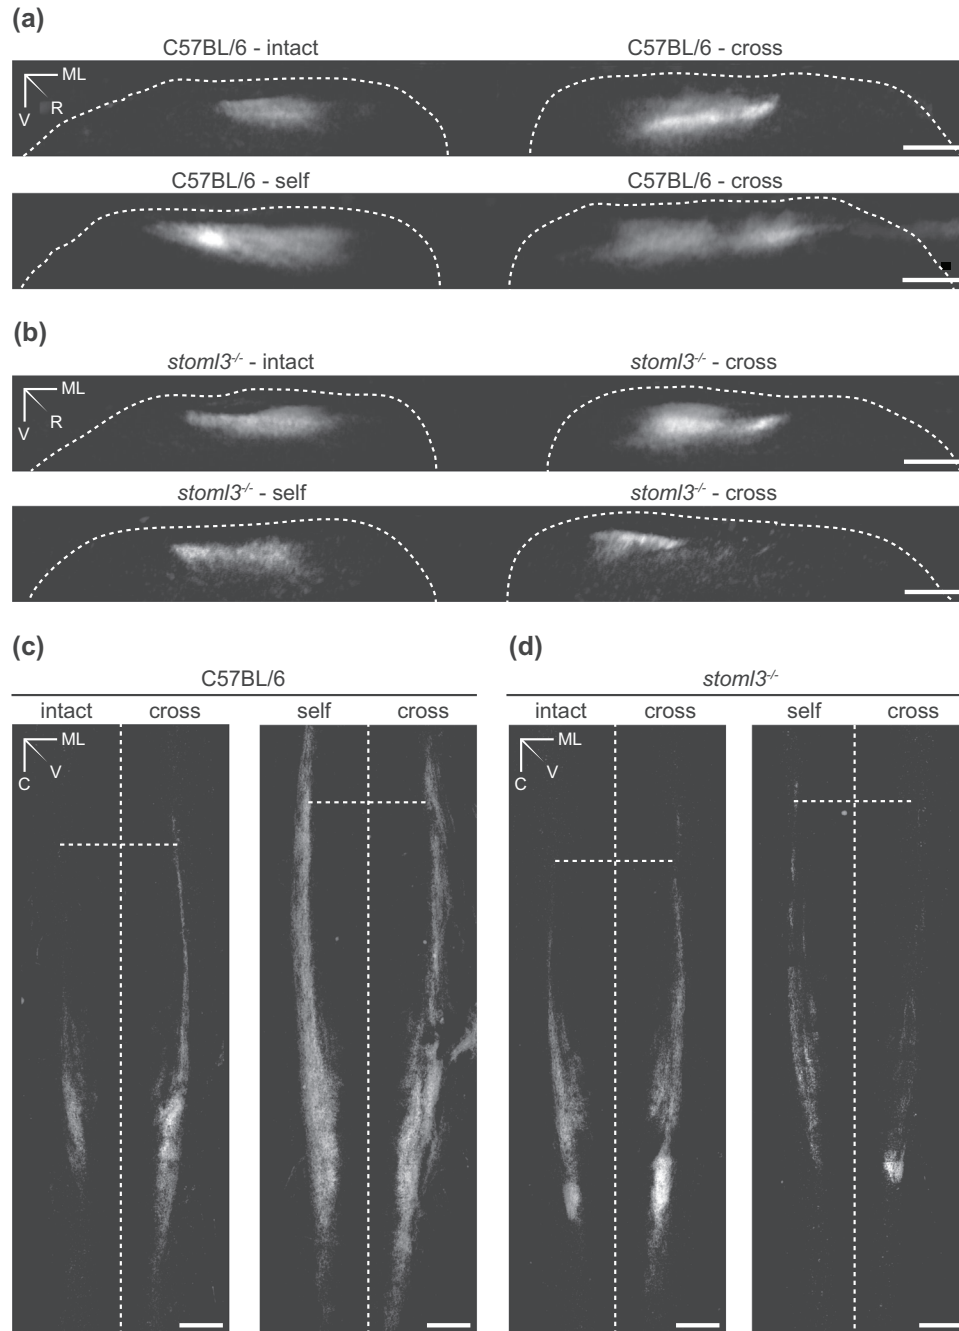 (a)
C57BL/6 - intact
C57BL/6 - cross
ML
R
V
C57BL/6 - self
C57BL/6 - cross
(b)
stoml3-/- - intact
stoml3-/- - cross
ML
R
V
stoml3-/- - self
stoml3-/- - cross
(c)
(d)
C57BL/6
stoml3-/-
intact
cross
self
cross
intact
cross
self
cross
ML
V
C
ML
V
C